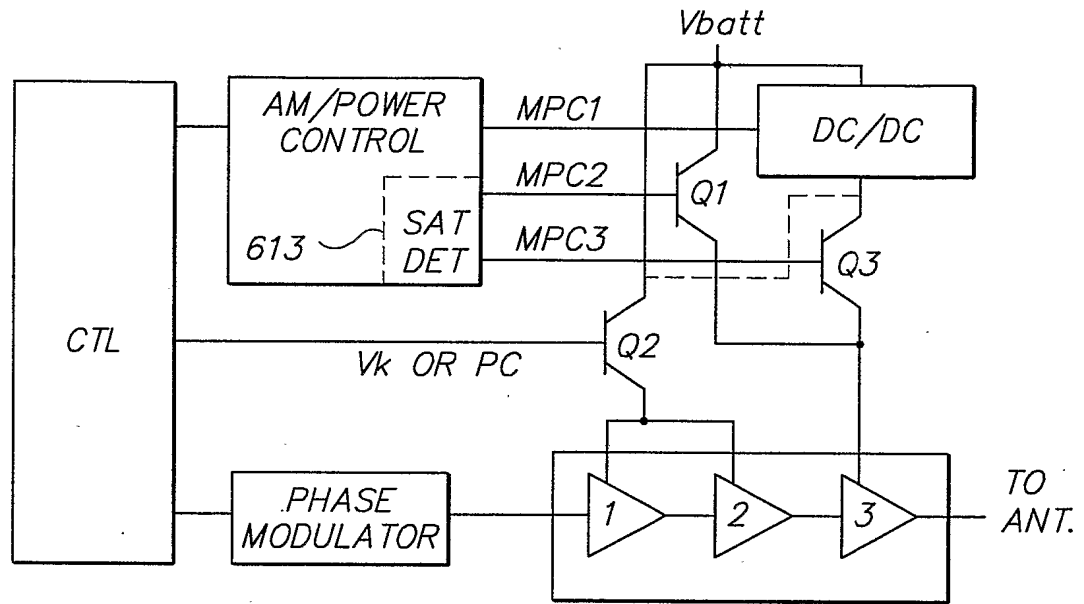 Vbatt
AM/POWER
CONTROL
MPC1
DC/DC
MPC2
Q1
SAT
DET
613
MPC3
Q3
CTL
Q2
Vk OR PC
PHASE
MODULATOR
1
2
3
TO
ANT.